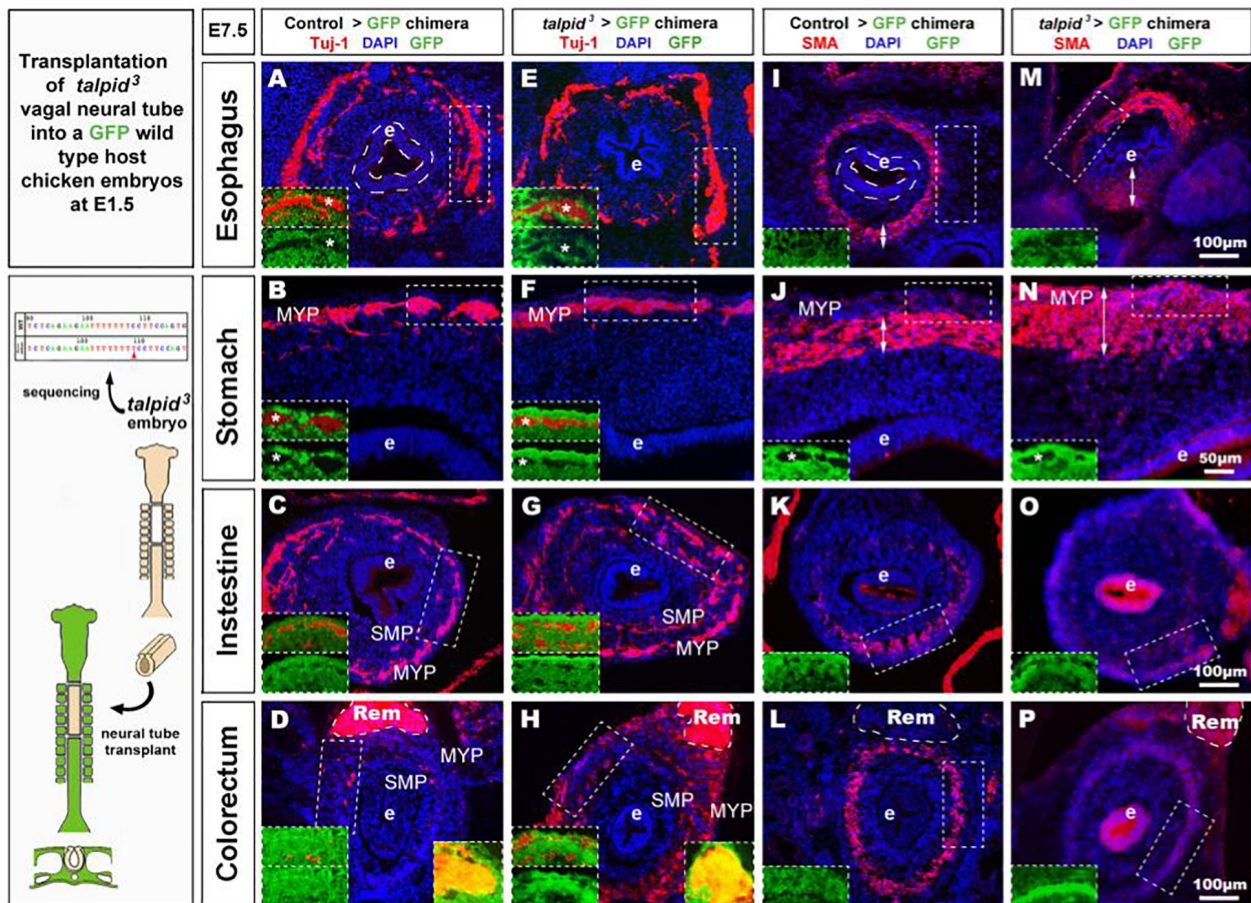 Transplantation
of talpid³
vagal neural tube
into a GFP wild
type host
chicken embryos
at E1.5
sequencing
talpid³
embryo
neural tube
transplant
E7.5
Control > GFP chimera
Tuj-1 DAPI GFP
talpid³ > GFP chimera
Tuj-1 DAPI GFP
Control > GFP chimera
SMA DAPI GFP
talpid³ > GFP chimera
SMA DAPI GFP
Esophagus
A
e
*
*
E
e
*
*
I
e
M
e
100µm
Stomach
B
MYP
*
*
e
F
MYP
*
*
e
J
MYP
*
e
N
MYP
*
e
50µm
Instestine
C
e
SMP
MYP
G
e
SMP
MYP
K
e
O
e
100µm
Colorectum
D
Rem
MYP
SMP
e
H
Rem
SMP
MYP
e
L
Rem
e
P
Rem
e
100µm